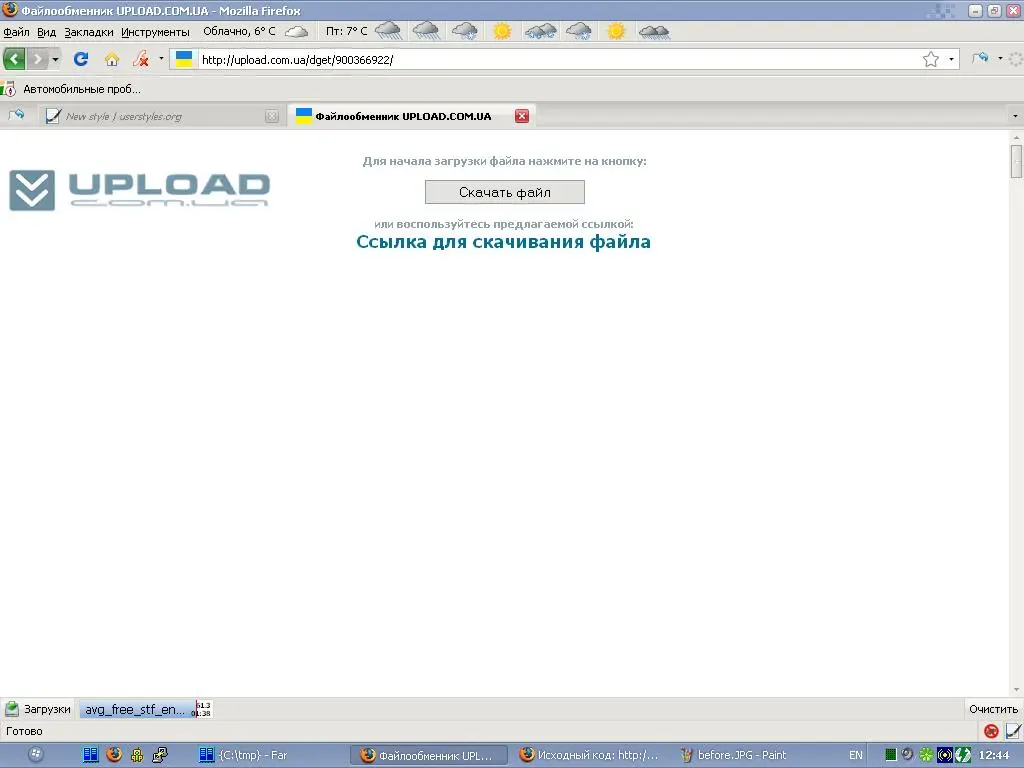 Файлообменник UPLOAD.COM.UA - Mozilla Firefox
Файл Вид Закладки Инструменты Облачно, 6° C Пт: 7° C
http://upload.com.ua/dget/900366922/
Автомобильные проб...
New style | userstyles.org Файлообменник UPLOAD.COM.UA
Для начала загрузки файла нажмите на кнопку:
UPLOAD
com.ua
Скачать файл
или воспользуйтесь предлагаемой ссылкой:
Ссылка для скачивания файла
Загрузки avg_free_stf_en... 61.3 01:38 Очистить
Готово
{C:\tmp} - Far Файлообменник UPL... Исходный код: http:/... before.JPG - Paint EN 12:44